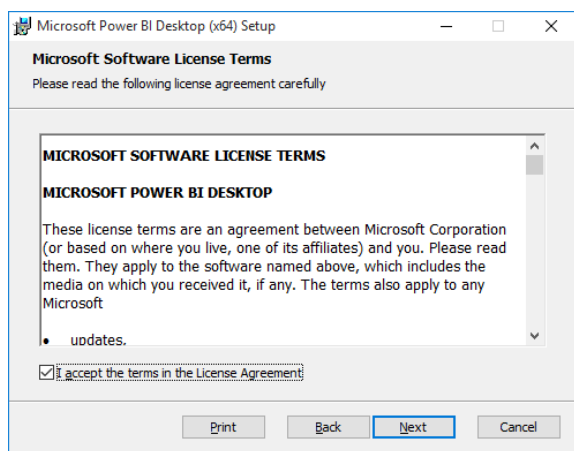 Microsoft Power BI Desktop (x64) Setup
Microsoft Software License Terms
Please read the following license agreement carefully
MICROSOFT SOFTWARE LICENSE TERMS
MICROSOFT POWER BI DESKTOP
These license terms are an agreement between Microsoft Corporation
(or based on where you live, one of its affiliates) and you. Please read
them. They apply to the software named above, which includes the
media on which you received it, if any. The terms also apply to any
Microsoft
• updates,
I accept the terms in the License Agreement
Print Back Next Cancel